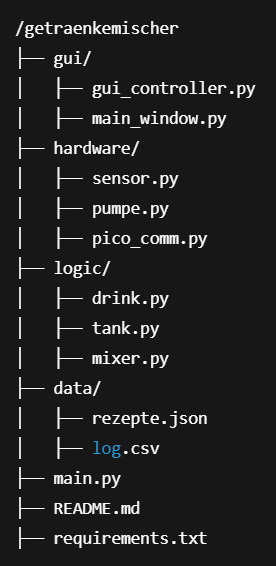 /getraenkemischer
├── gui/
│   ├── gui_controller.py
│   ├── main_window.py
├── hardware/
│   ├── sensor.py
│   ├── pumpe.py
│   ├── pico_comm.py
├── logic/
│   ├── drink.py
│   ├── tank.py
│   ├── mixer.py
├── data/
│   ├── rezepte.json
│   ├── log.csv
├── main.py
├── README.md
├── requirements.txt